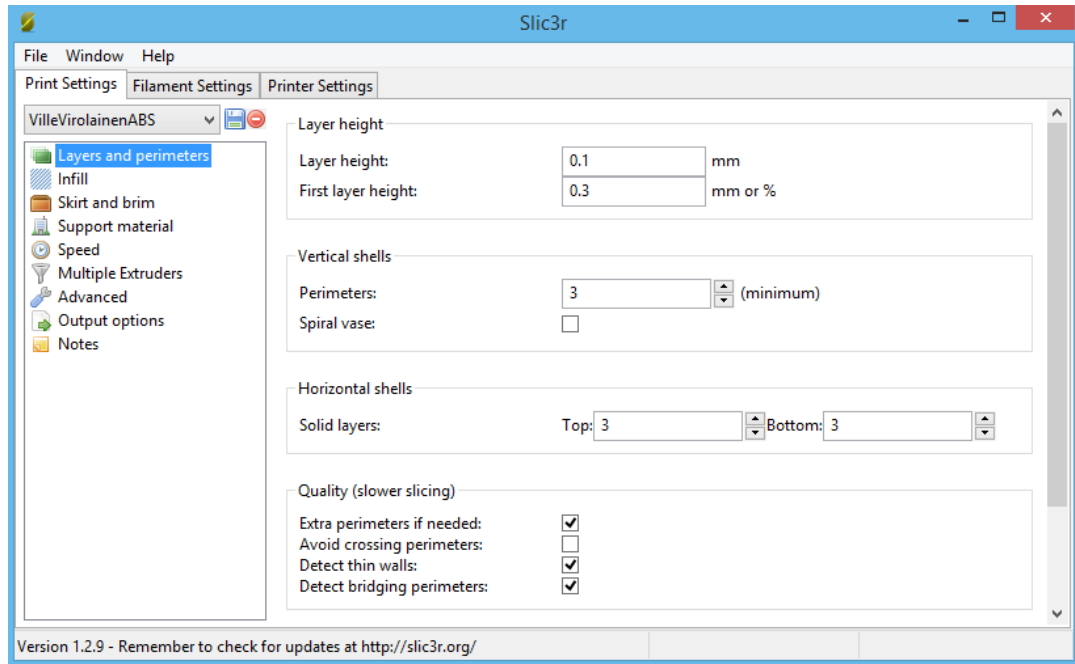 Slic3r
File Window Help
Print Settings Filament Settings Printer Settings
VilleVirolainenABS
Layers and perimeters
Infill
Skirt and brim
Support material
Speed
Multiple Extruders
Advanced
Output options
Notes
Layer height
Layer height: 0.1 mm
First layer height: 0.3 mm or %
Vertical shells
Perimeters: 3 (minimum)
Spiral vase:
Horizontal shells
Solid layers: Top: 3 Bottom: 3
Quality (slower slicing)
Extra perimeters if needed:
Avoid crossing perimeters:
Detect thin walls:
Detect bridging perimeters:
Version 1.2.9 - Remember to check for updates at http://slic3r.org/